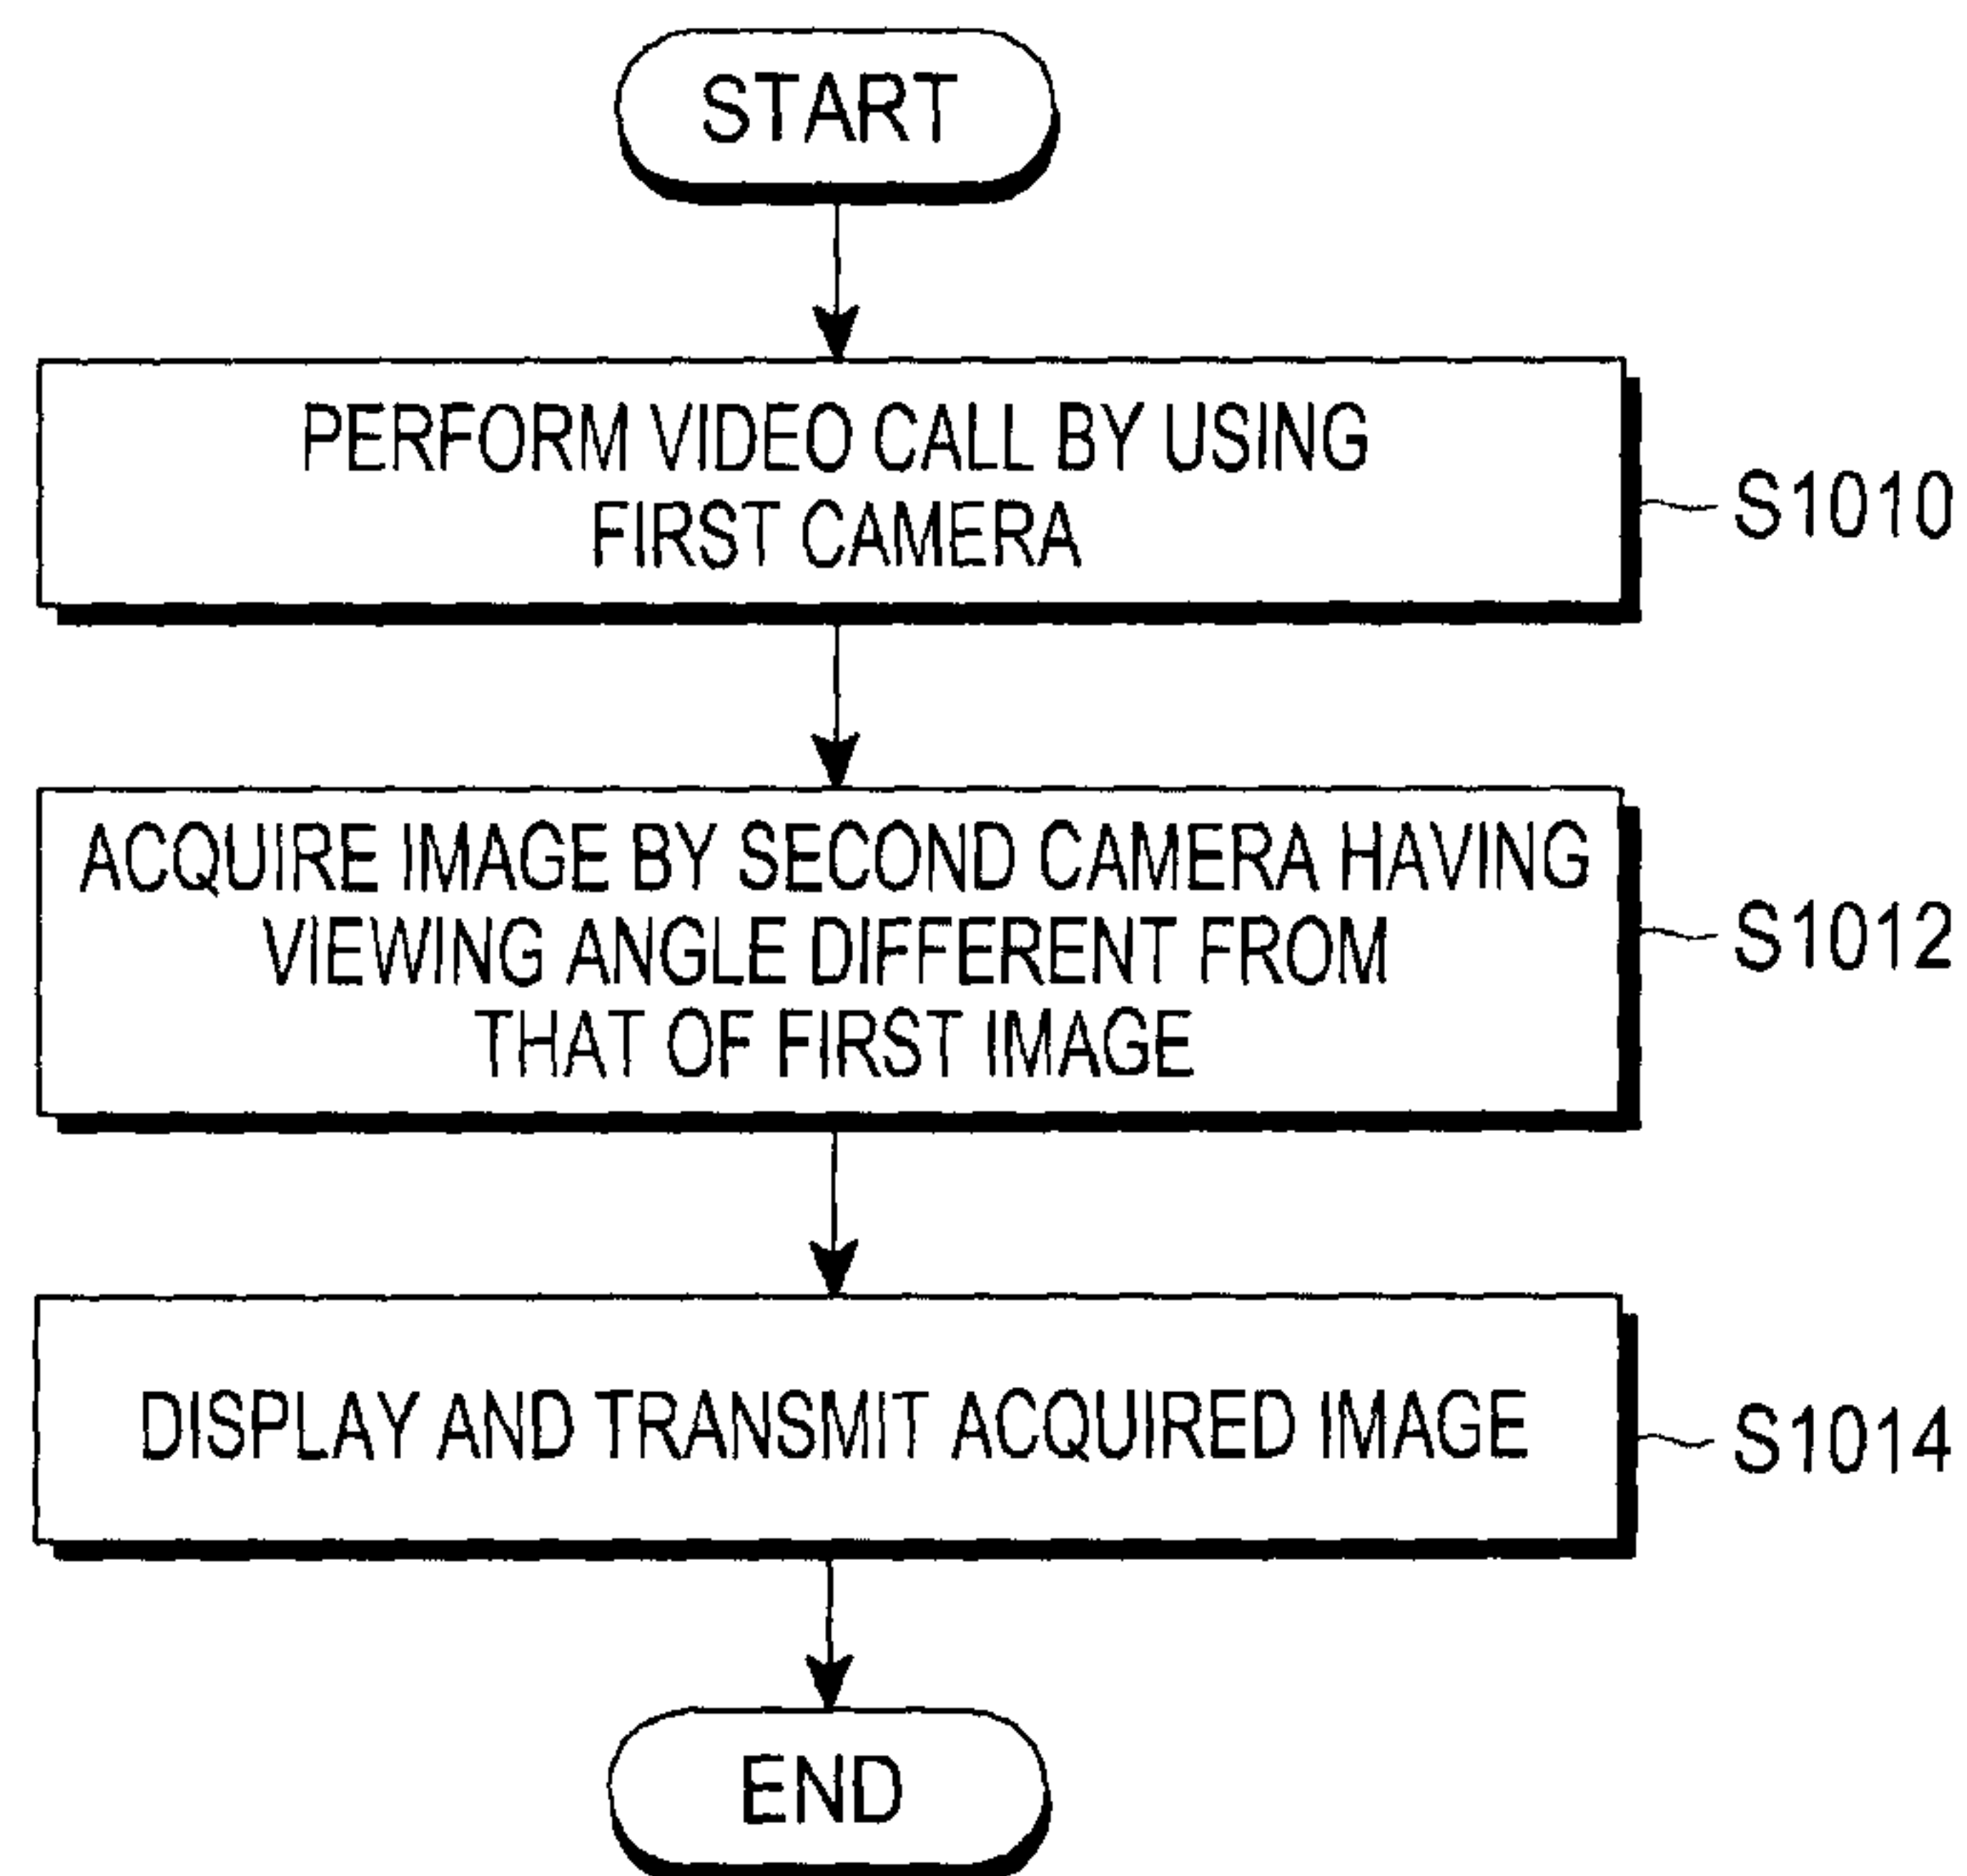 START
PERFORM VIDEO CALL BY USING
FIRST CAMERA
S1010
ACQUIRE IMAGE BY SECOND CAMERA HAVING
VIEWING ANGLE DIFFERENT FROM
THAT OF FIRST IMAGE
S1012
DISPLAY AND TRANSMIT ACQUIRED IMAGE
S1014
END